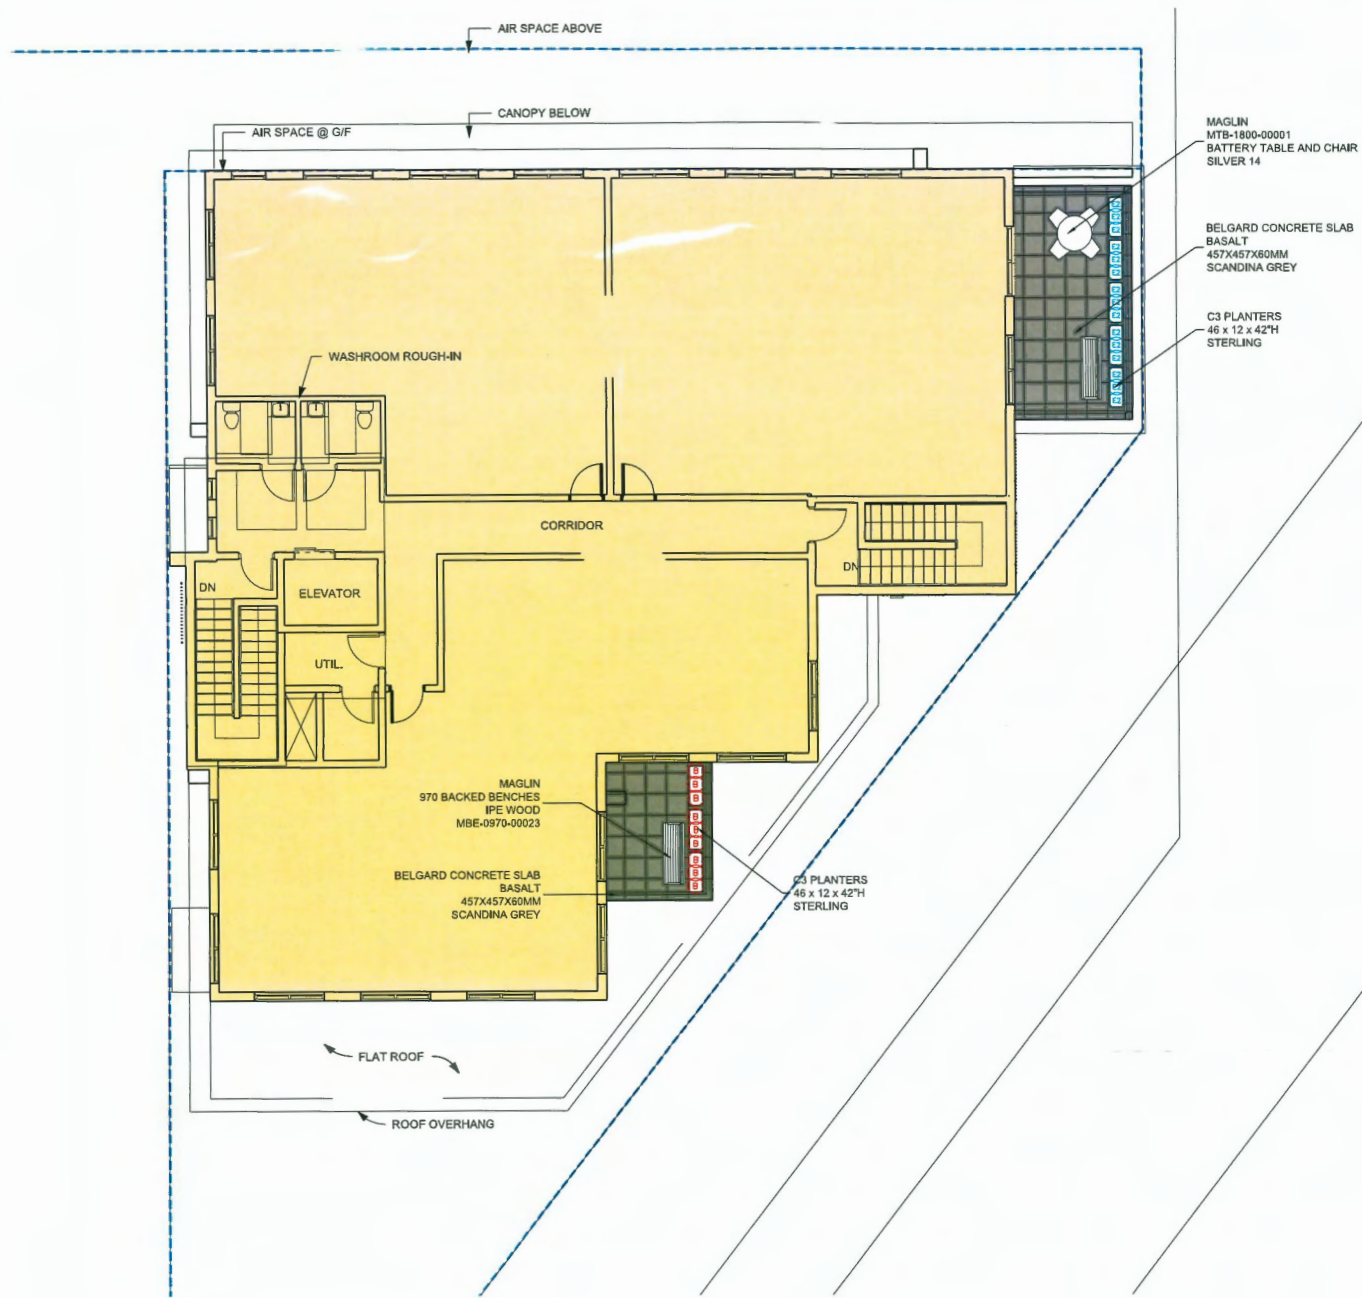 AIR SPACE ABOVE
CANOPY BELOW
AIR SPACE @ G/F
MAGLIN
MTB-1800-00001
BATTERY TABLE AND CHAIR
SILVER 14
BELGARD CONCRETE SLAB
BASALT
457X457X60MM
SCANDINA GREY
C3 PLANTERS
46 x 12 x 42"H
STERLING
WASHROOM ROUGH-IN
CORRIDOR
DN
DN
ELEVATOR
UTIL.
MAGLIN
970 BACKED BENCHES
IPE WOOD
MBE-0970-00023
BELGARD CONCRETE SLAB
BASALT
457X457X60MM
SCANDINA GREY
C3 PLANTERS
46 x 12 x 42"H
STERLING
FLAT ROOF
ROOF OVERHANG